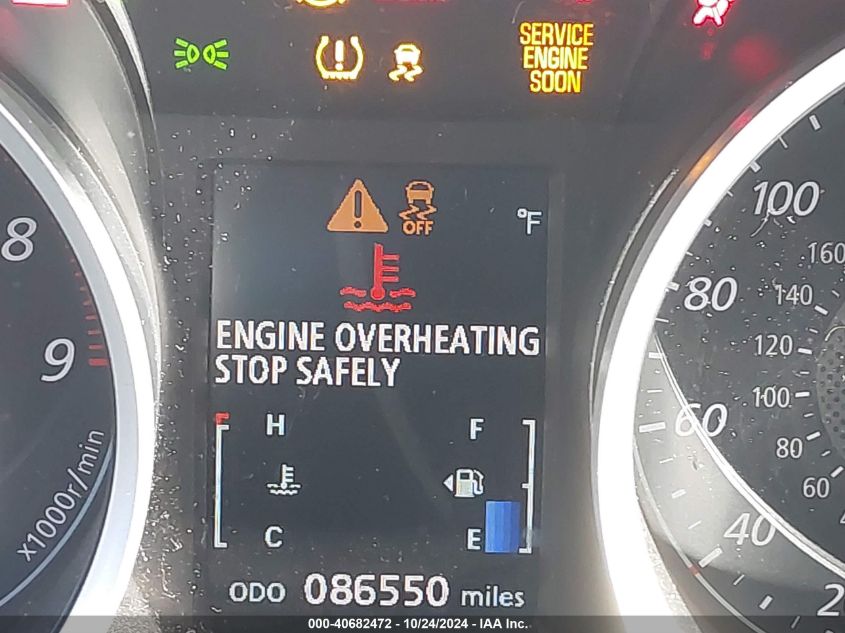 SERVICE
ENGINE
SOON
OFF
°F
ENGINE OVERHEATING
STOP SAFELY
H F
C E
ODO 086550 miles
8
9
x1000r/min
100
80
60
40
20
160
140
120
100
80
60
000-40682472 - 10/24/2024 - IAA Inc.